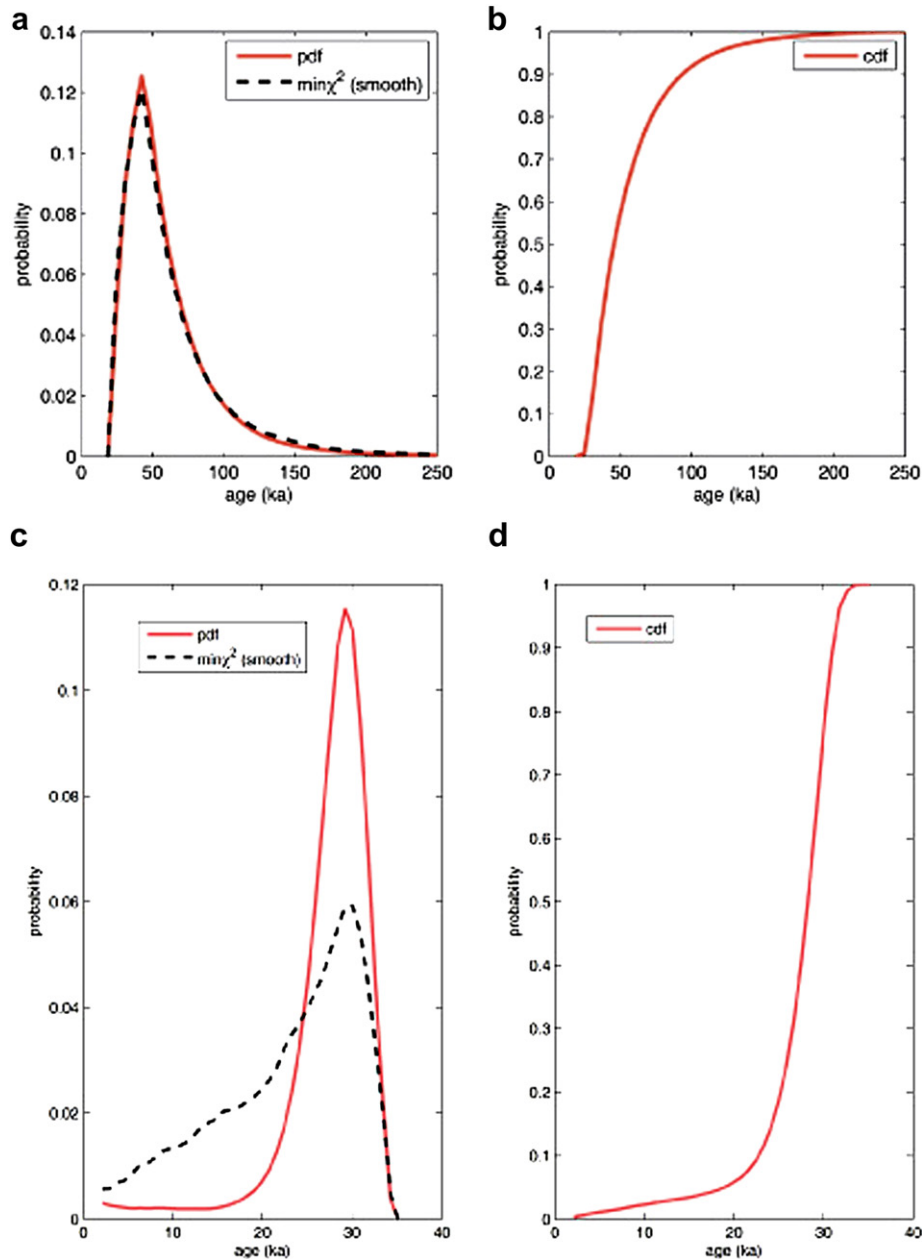 a
0.14
0.12
0.1
0.08
0.06
0.04
0.02
0
probability
pdf
minχ² (smooth)
0 50 100 150 200 250
age (ka)
b
1
0.9
0.8
0.7
0.6
0.5
0.4
0.3
0.2
0.1
0
probability
cdf
0 50 100 150 200 250
age (ka)
c
0.12
0.1
0.08
0.06
0.04
0.02
0
probability
pdf
minχ² (smooth)
0 10 20 30 40
age (ka)
d
1
0.9
0.8
0.7
0.6
0.5
0.4
0.3
0.2
0.1
0
probability
cdf
0 10 20 30 40
age (ka)